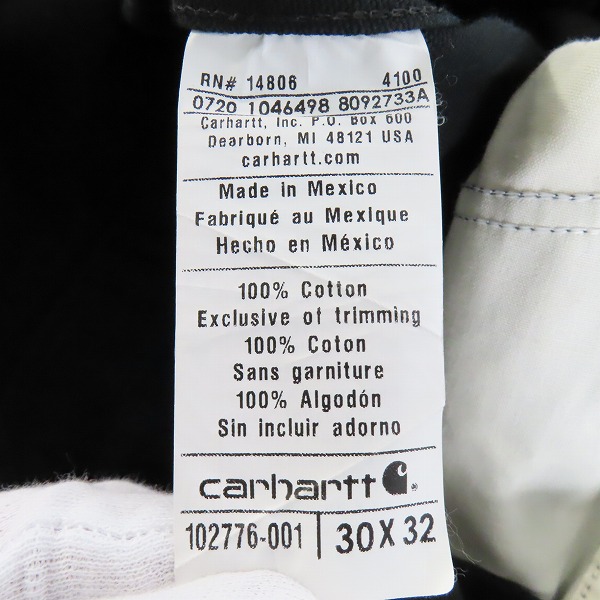 RN# 14806 4100
0720 1046498 8092733A
Carhartt, Inc. P.O. Box 600
Dearborn, MI 48121 USA
carhartt.com
Made in Mexico
Fabriqué au Mexique
Hecho en México
100% Cotton
Exclusive of trimming
100% Coton
Sans garniture
100% Algodón
Sin incluir adorno
carhartt
102776-001 30 X 32